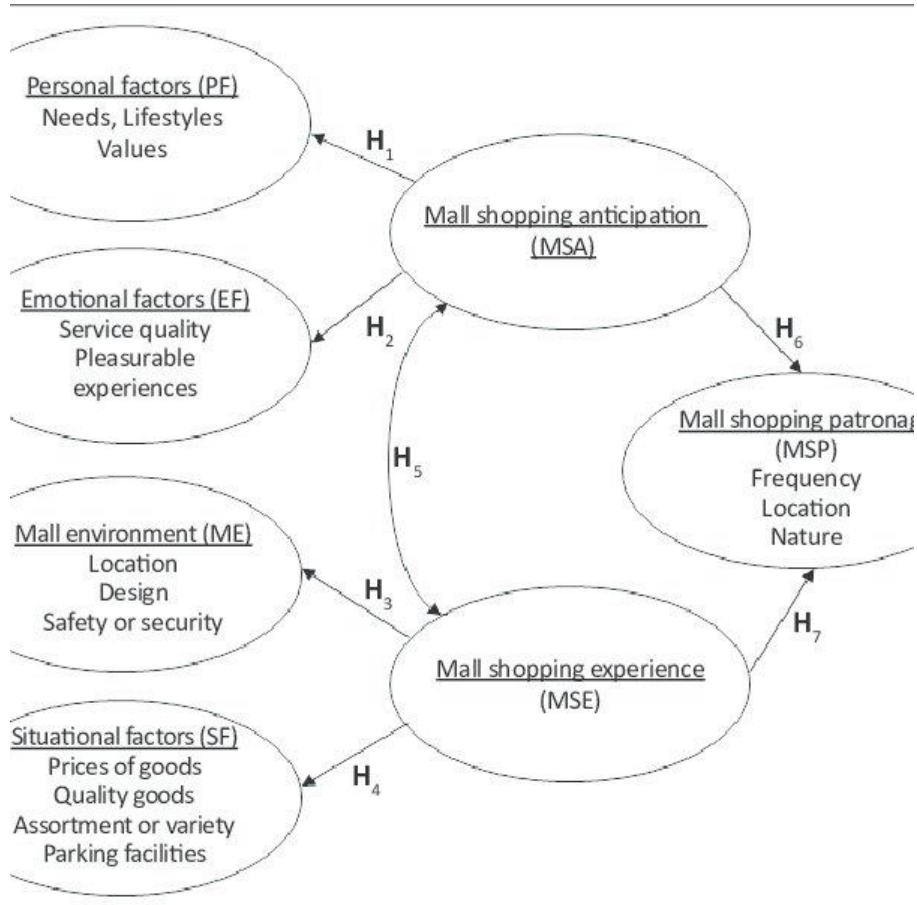 Personal factors (PF)
Needs, Lifestyles
Values
H1
Mall shopping anticipation
(MSA)
Emotional factors (EF)
Service quality
Pleasurable
experiences
H2
H6
Mall shopping patronag
(MSP)
Frequency
Location
Nature
H5
Mall environment (ME)
Location
Design
Safety or security
H3
H7
Mall shopping experience
(MSE)
Situational factors (SF)
Prices of goods
Quality goods
Assortment or variety
Parking facilities
H4